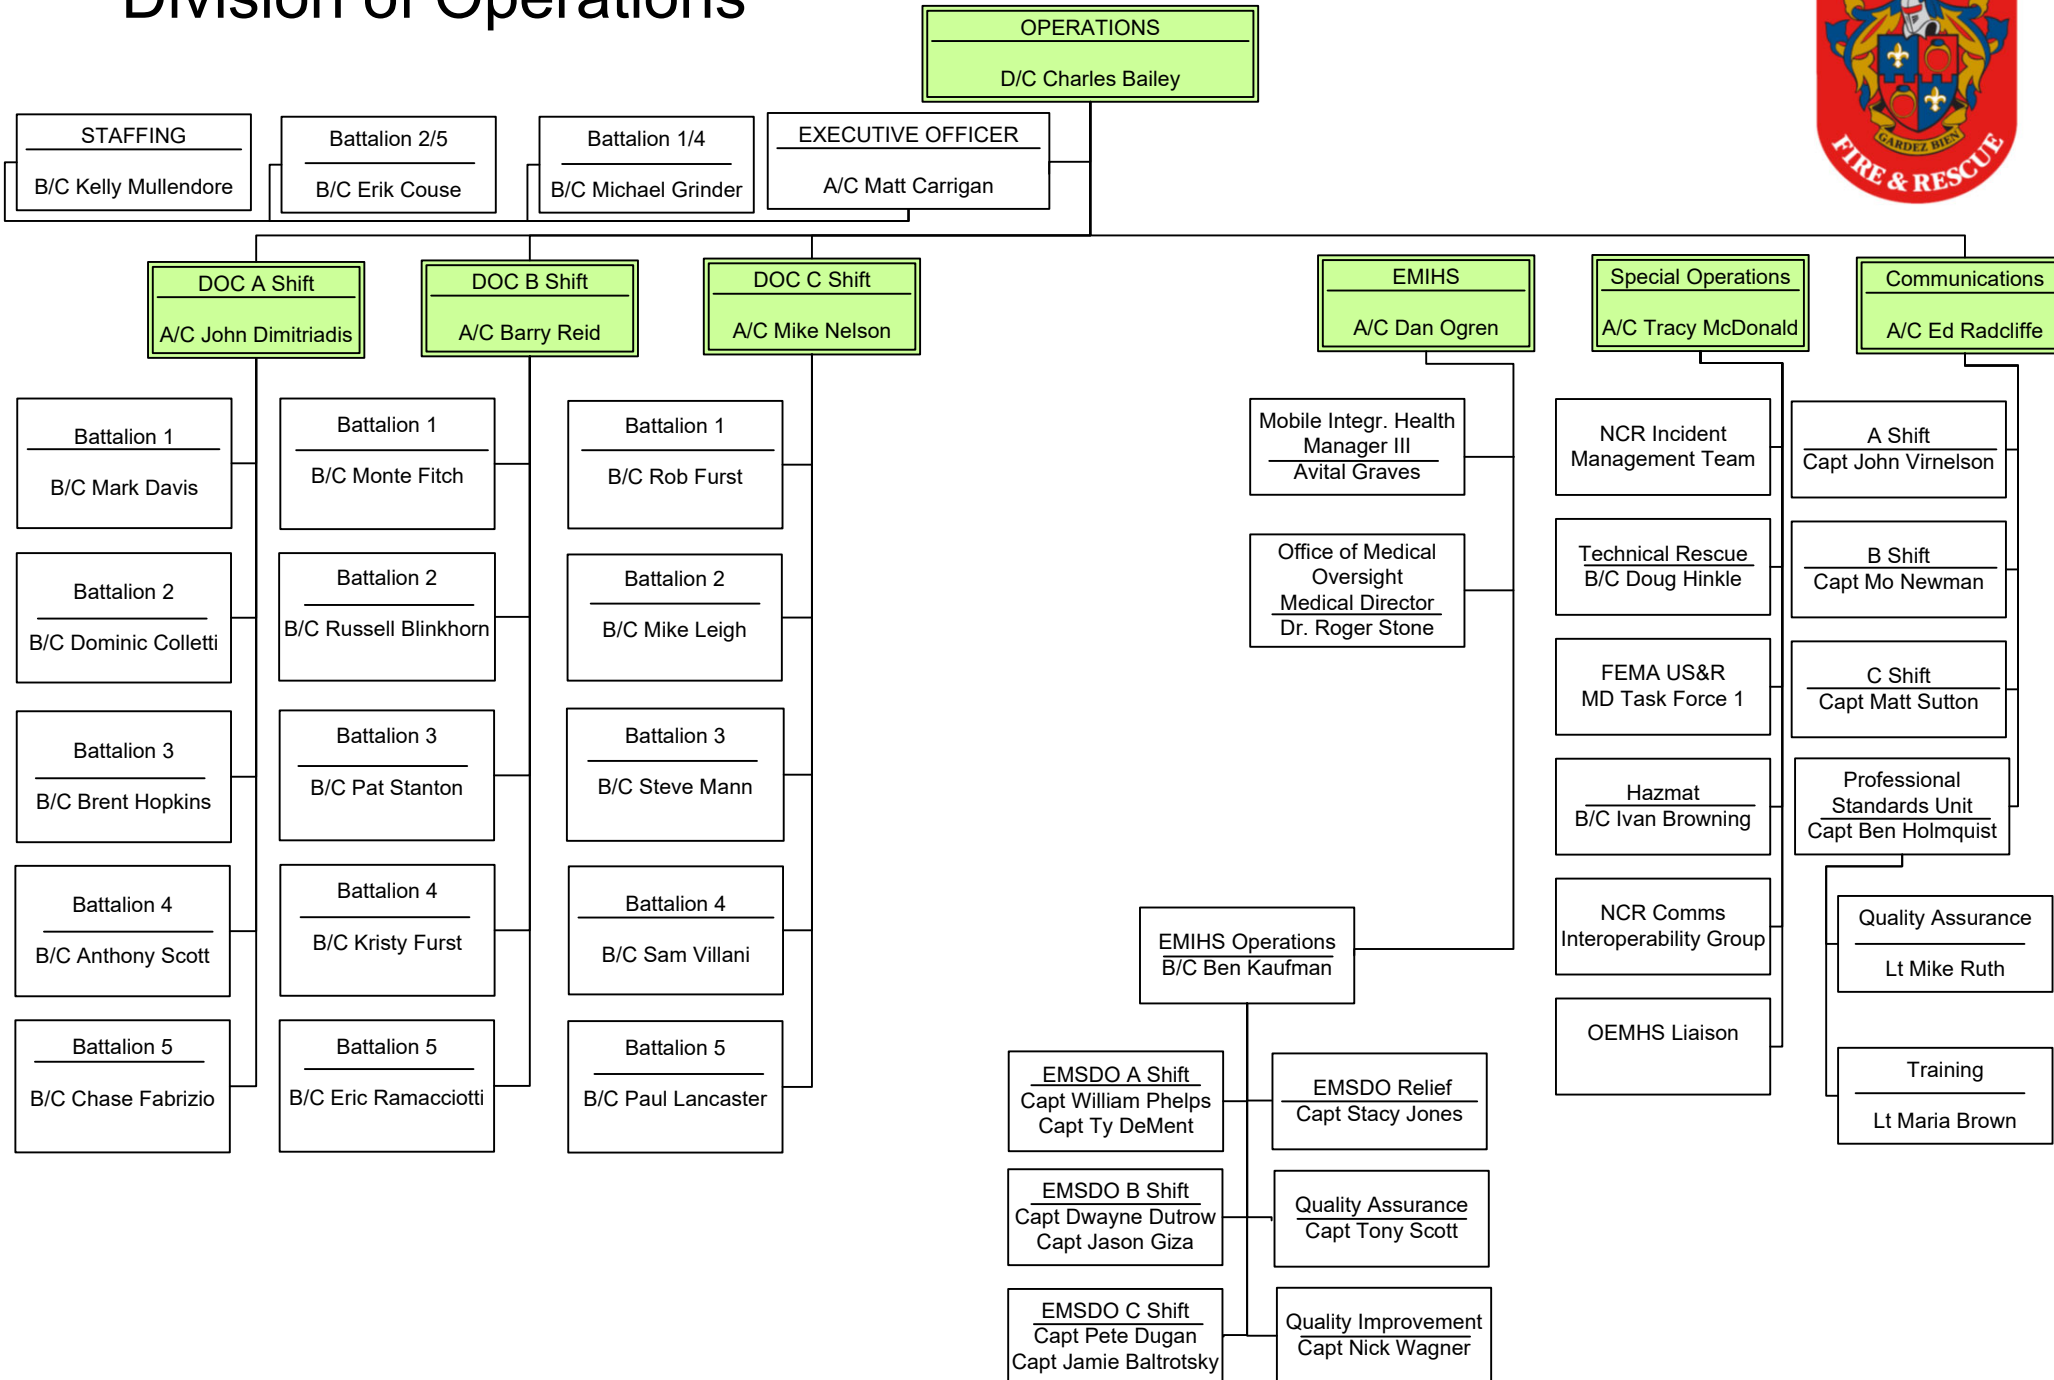 Division of Operations
OPERATIONS
D/C Charles Bailey
STAFFING
B/C Kelly Mullendore
Battalion 2/5
B/C Erik Couse
Battalion 1/4
B/C Michael Grinder
EXECUTIVE OFFICER
A/C Matt Carrigan
GARDEZ BIEN
FIRE & RESCUE
DOC A Shift
A/C John Dimitriadis
DOC B Shift
A/C Barry Reid
DOC C Shift
A/C Mike Nelson
EMIHS
A/C Dan Ogren
Special Operations
A/C Tracy McDonald
Communications
A/C Ed Radcliffe
Battalion 1
B/C Mark Davis
Battalion 2
B/C Dominic Colletti
Battalion 3
B/C Brent Hopkins
Battalion 4
B/C Anthony Scott
Battalion 5
B/C Chase Fabrizio
Battalion 1
B/C Monte Fitch
Battalion 2
B/C Russell Blinkhorn
Battalion 3
B/C Pat Stanton
Battalion 4
B/C Kristy Furst
Battalion 5
B/C Eric Ramacciotti
Battalion 1
B/C Rob Furst
Battalion 2
B/C Mike Leigh
Battalion 3
B/C Steve Mann
Battalion 4
B/C Sam Villani
Battalion 5
B/C Paul Lancaster
Mobile Integr. Health
Manager III
Avital Graves
Office of Medical
Oversight
Medical Director
Dr. Roger Stone
EMIHS Operations
B/C Ben Kaufman
EMSDO A Shift
Capt William Phelps
Capt Ty DeMent
EMSDO B Shift
Capt Dwayne Dutrow
Capt Jason Giza
EMSDO C Shift
Capt Pete Dugan
Capt Jamie Baltrotsky
EMSDO Relief
Capt Stacy Jones
Quality Assurance
Capt Tony Scott
Quality Improvement
Capt Nick Wagner
NCR Incident
Management Team
Technical Rescue
B/C Doug Hinkle
FEMA US&R
MD Task Force 1
Hazmat
B/C Ivan Browning
NCR Comms
Interoperability Group
OEMHS Liaison
A Shift
Capt John Virnelson
B Shift
Capt Mo Newman
C Shift
Capt Matt Sutton
Professional
Standards Unit
Capt Ben Holmquist
Quality Assurance
Lt Mike Ruth
Training
Lt Maria Brown